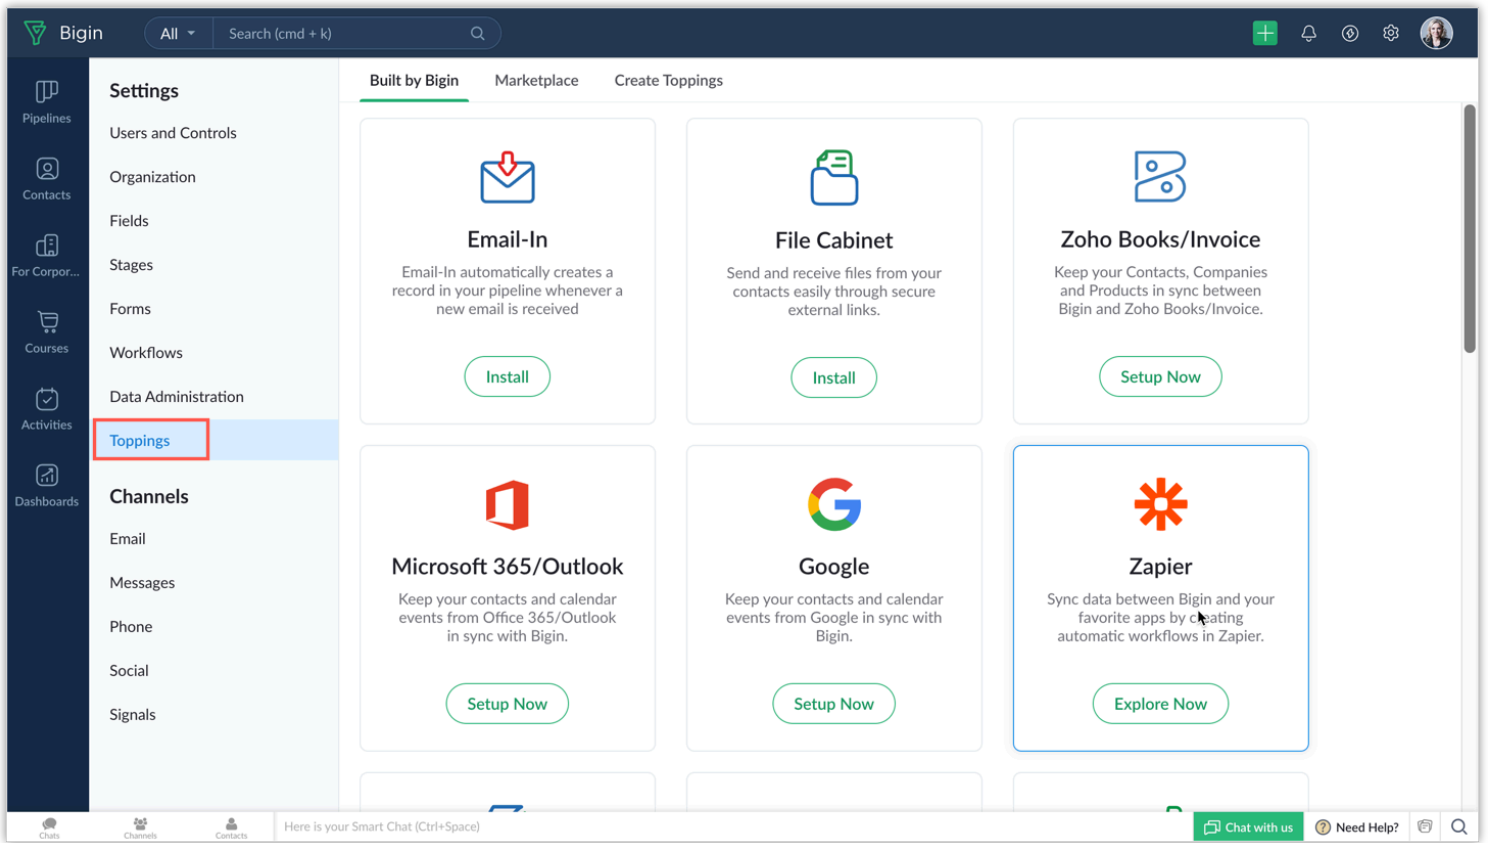 Bigin
All
Search (cmd + k)
Pipelines
Contacts
For Corpor...
Courses
Activities
Dashboards
Settings
Users and Controls
Organization
Fields
Stages
Forms
Workflows
Data Administration
Toppings
Channels
Email
Messages
Phone
Social
Signals
Built by Bigin
Marketplace
Create Toppings
Email-In
Email-In automatically creates a
record in your pipeline whenever a
new email is received
Install
File Cabinet
Send and receive files from your
contacts easily through secure
external links.
Install
Zoho Books/Invoice
Keep your Contacts, Companies
and Products in sync between
Bigin and Zoho Books/Invoice.
Setup Now
Microsoft 365/Outlook
Keep your contacts and calendar
events from Office 365/Outlook
in sync with Bigin.
Setup Now
Google
Keep your contacts and calendar
events from Google in sync with
Bigin.
Setup Now
Zapier
Sync data between Bigin and your
favorite apps by creating
automatic workflows in Zapier.
Explore Now
Chats
Channels
Contacts
Here is your Smart Chat (Ctrl+Space)
Chat with us
Need Help?